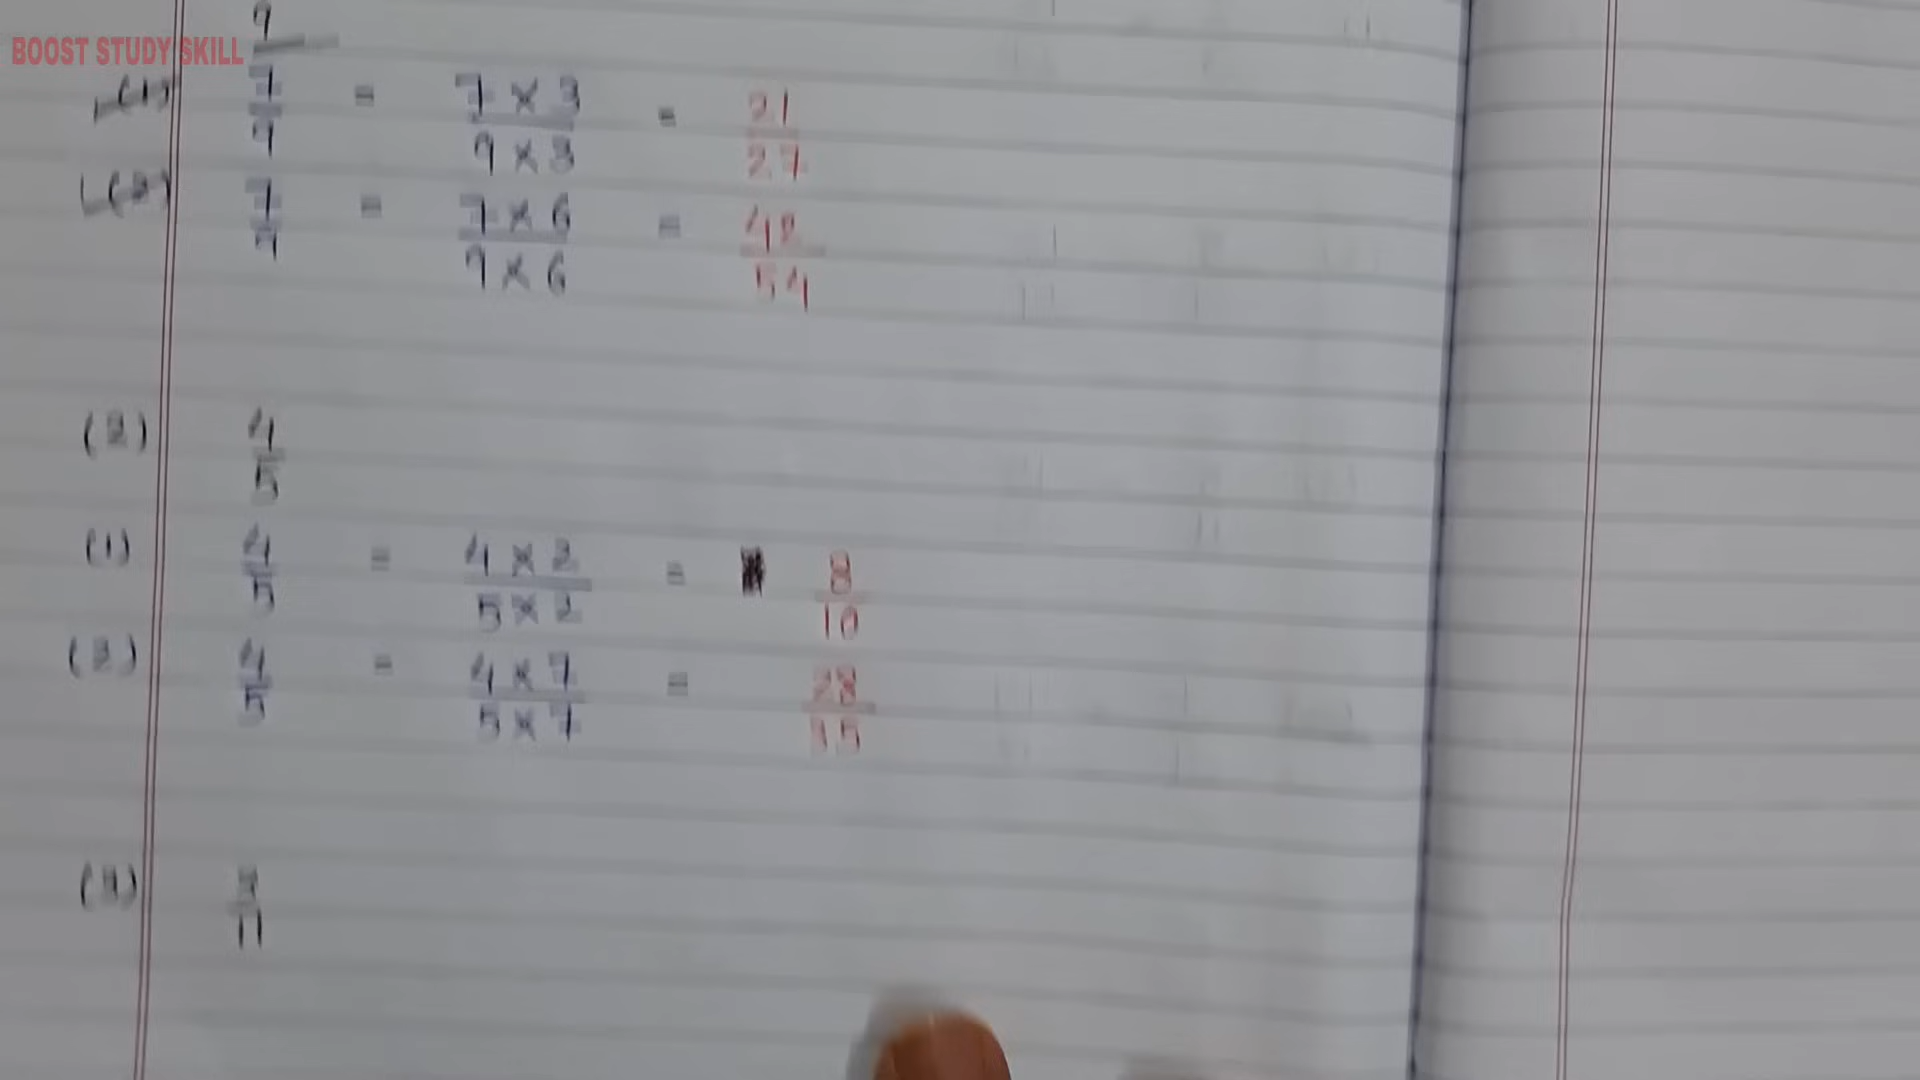 BOOST STUDY SKILL
9
(1) 7/9 = 7 × 3 / 9 × 3 = 21/27
(2) 7/9 = 7 × 6 / 9 × 6 = 42/54
(2) 4/5
(1) 4/5 = 4 × 2 / 5 × 2 = 8/10
(2) 4/5 = 4 × 7 / 5 × 7 = 28/35
(3) 3/11